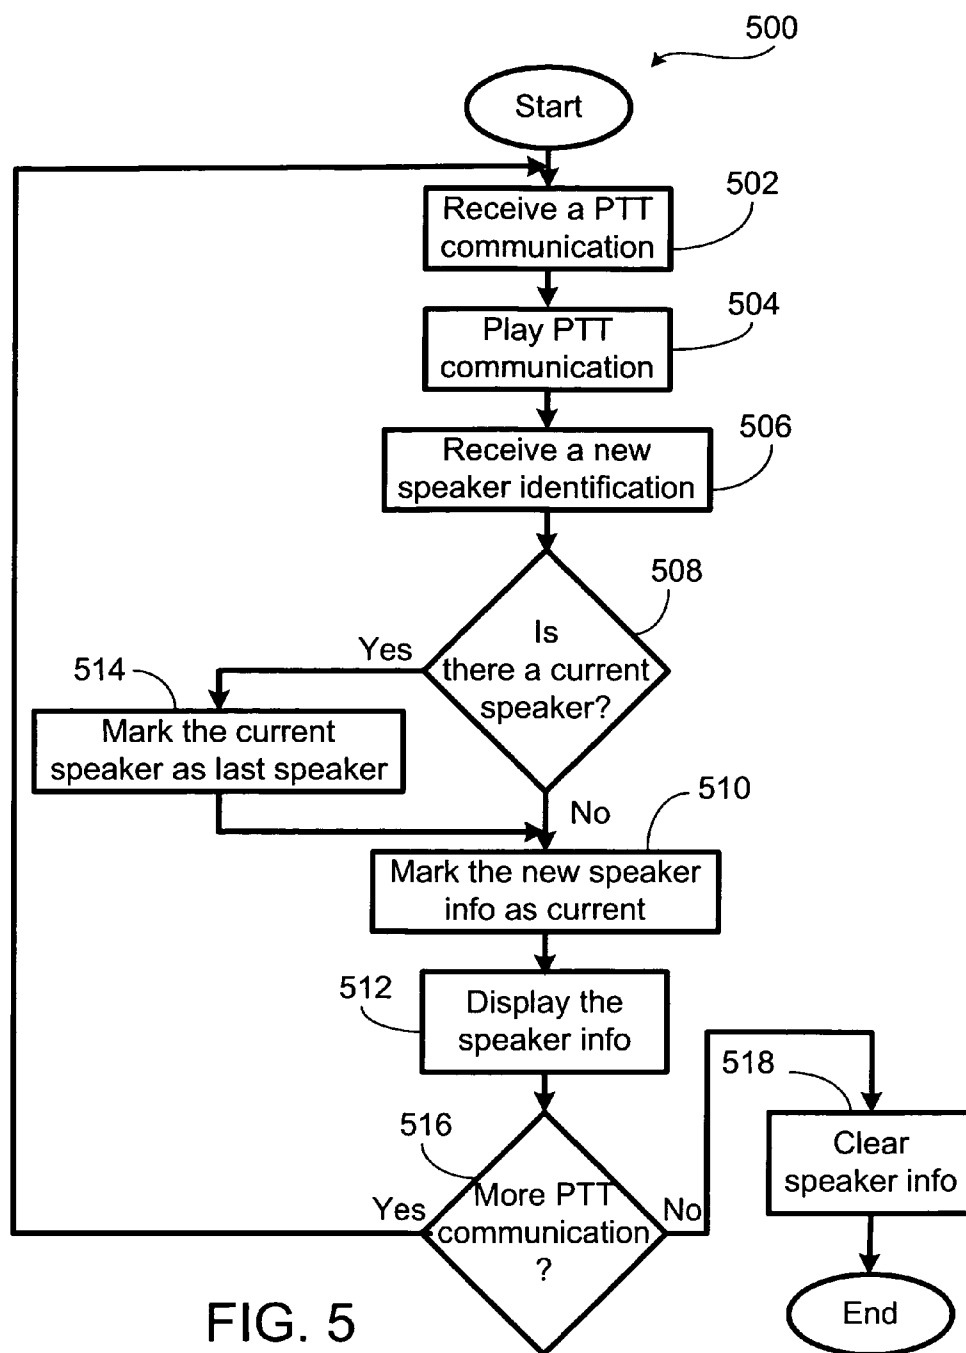 500
Start
Receive a PTT
communication
502
Play PTT
communication
504
Receive a new
speaker identification
506
Is
there a current
speaker?
508
Yes
514
Mark the current
speaker as last speaker
No
510
Mark the new speaker
info as current
512
Display the
speaker info
516
More PTT
communication
?
Yes
No
518
Clear
speaker info
End
FIG. 5